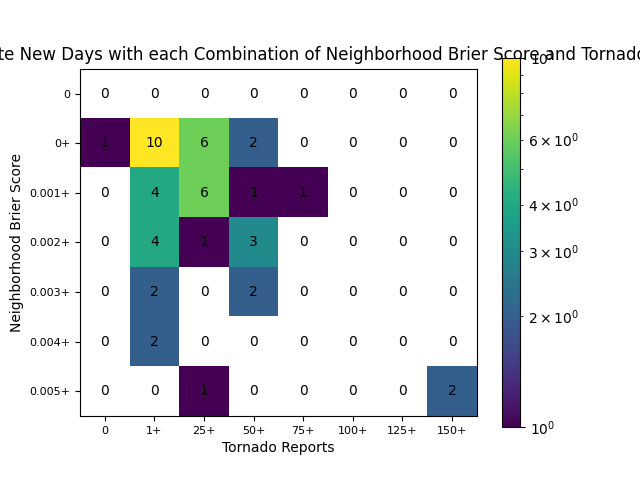 te New Days with each Combination of Neighborhood Brier Score and Tornado
Neighborhood Brier Score
0 0 0 0 0 0 0 0 0
0+ 1 10 6 2 0 0 0 0
0.001+ 0 4 6 1 1 0 0 0
0.002+ 0 4 1 3 0 0 0 0
0.003+ 0 2 0 2 0 0 0 0
0.004+ 0 2 0 0 0 0 0 0
0.005+ 0 0 1 0 0 0 0 2
0 1+ 25+ 50+ 75+ 100+ 125+ 150+
Tornado Reports
10¹
6 × 10⁰
4 × 10⁰
3 × 10⁰
2 × 10⁰
10⁰